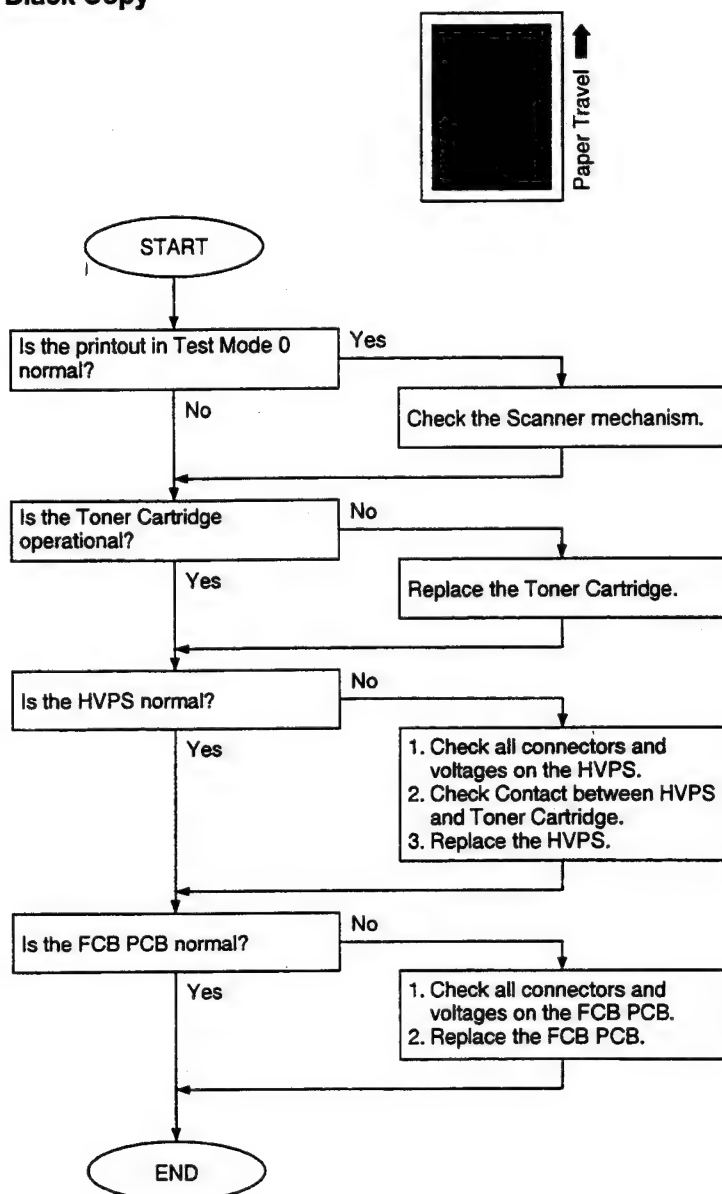 Black Copy
Paper Travel
START
Is the printout in Test Mode 0
normal?
Yes
No
Check the Scanner mechanism.
Is the Toner Cartridge
operational?
No
Yes
Replace the Toner Cartridge.
Is the HVPS normal?
No
Yes
1. Check all connectors and
voltages on the HVPS.
2. Check Contact between HVPS
and Toner Cartridge.
3. Replace the HVPS.
Is the FCB PCB normal?
No
Yes
1. Check all connectors and
voltages on the FCB PCB.
2. Replace the FCB PCB.
END